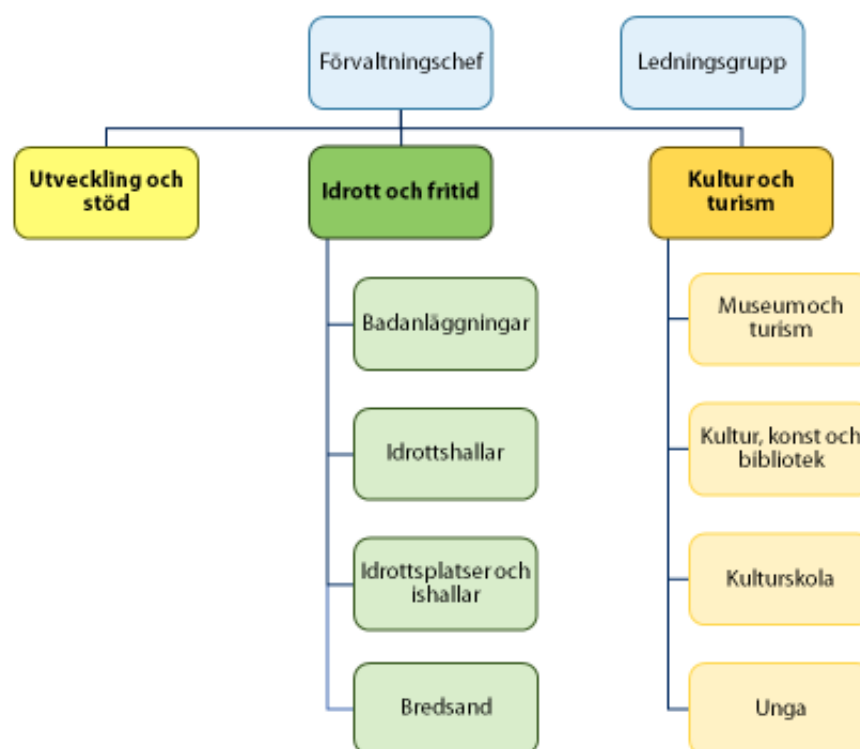 Förvaltningschef
Ledningsgrupp
Utveckling och
stöd
Idrott och fritid
Kultur och
turism
Badanläggningar
Idrottshallar
Idrottsplatser och
ishallar
Bredsand
Museum och
turism
Kultur, konst och
bibliotek
Kulturskola
Unga